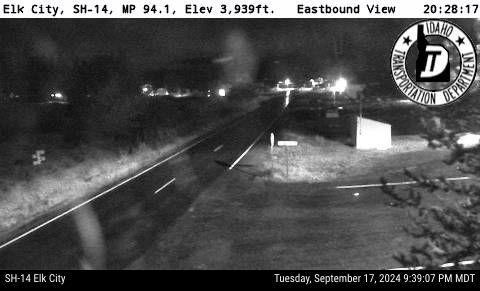 Elk City, SH-14, MP 94.1, Elev 3,939ft. Eastbound View 20:28:17
IDAHO
TRANSPORTATION DEPARTMENT
SH-14 Elk City Tuesday, September 17, 2024 9:39:07 PM MDT